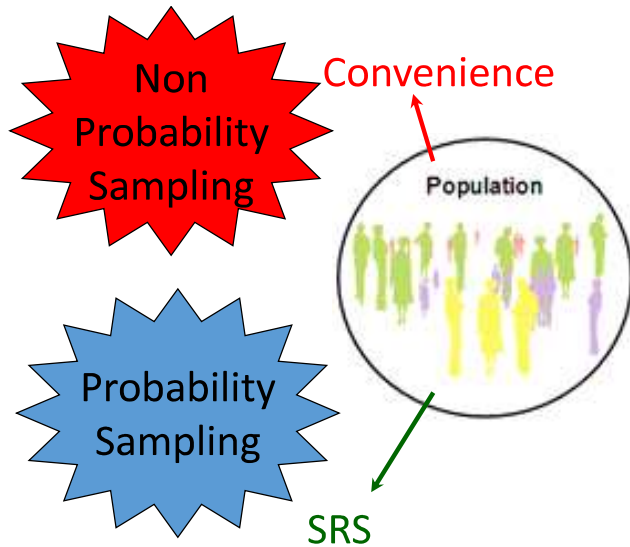 Non
Probability
Sampling
Convenience
Population
Probability
Sampling
SRS